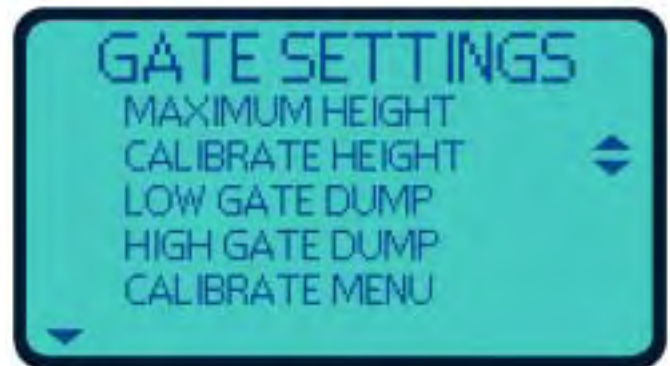 GATE SETTINGS
MAXIMUM HEIGHT
CALIBRATE HEIGHT
LOW GATE DUMP
HIGH GATE DUMP
CALIBRATE MENU